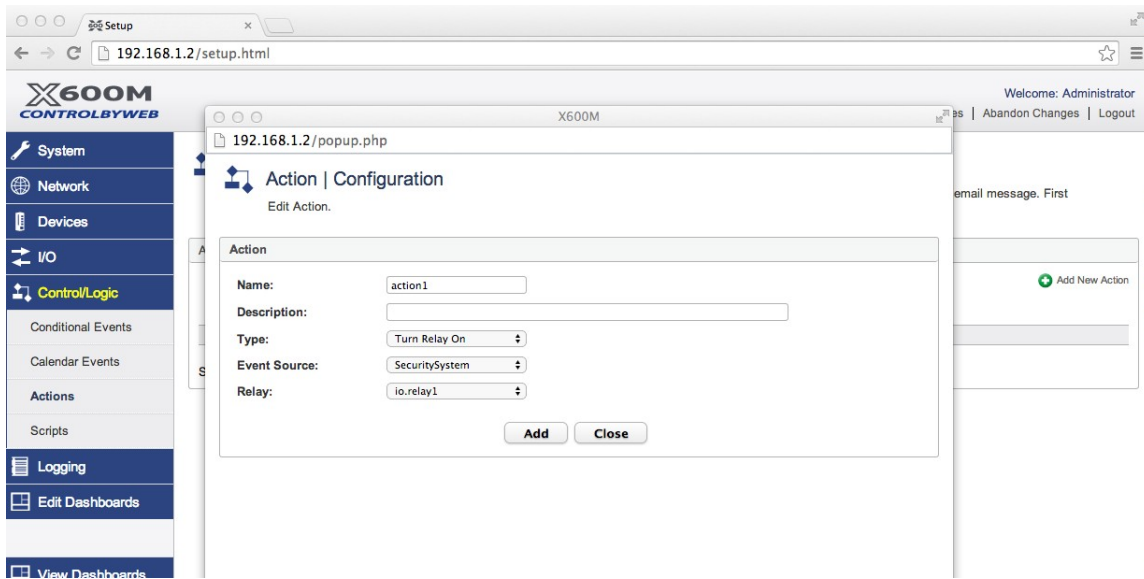 Setup
192.168.1.2/setup.html
X600M
CONTROLBYWEB
Welcome: Administrator
es | Abandon Changes | Logout
System
Network
Devices
I/O
Control/Logic
Conditional Events
Calendar Events
Actions
Scripts
Logging
Edit Dashboards
View Dashboards
email message. First
Add New Action
X600M
192.168.1.2/popup.php
Action | Configuration
Edit Action.
Action
Name: action1
Description:
Type: Turn Relay On
Event Source: SecuritySystem
Relay: io.relay1
Add Close